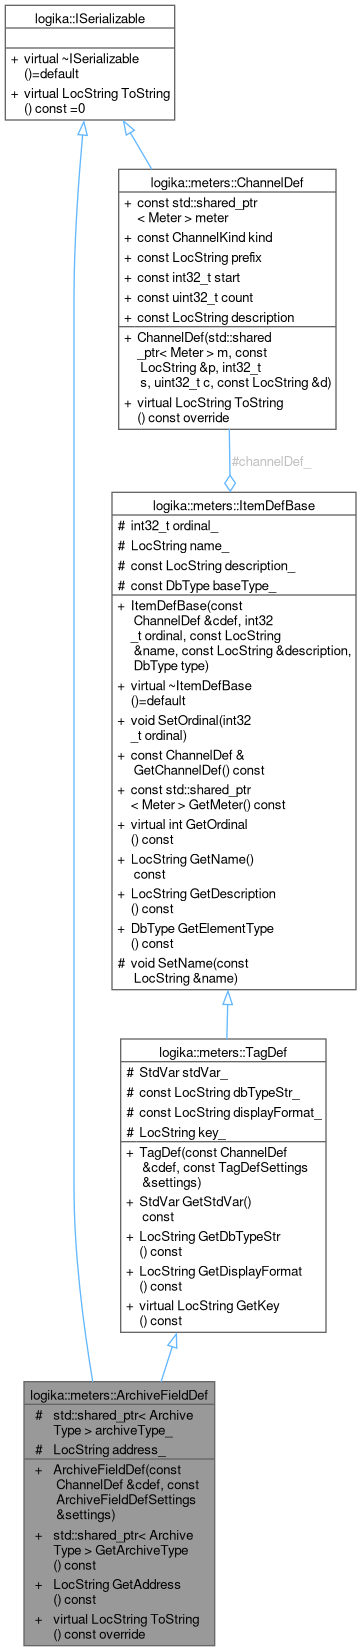 logika::ISerializable
+ virtual ~ISerializable
()=default
+ virtual LocString ToString
() const =0
logika::meters::ChannelDef
+ const std::shared_ptr
< Meter > meter
+ const ChannelKind kind
+ const LocString prefix
+ const int32_t start
+ const uint32_t count
+ const LocString description
+ ChannelDef(std::shared
_ptr< Meter > m, const
LocString &p, int32_t
s, uint32_t c, const LocString &d)
+ virtual LocString ToString
() const override
#channelDef_
logika::meters::ItemDefBase
# int32_t ordinal_
# LocString name_
# const LocString description_
# const DbType baseType_
+ ItemDefBase(const
ChannelDef &cdef, int32
_t ordinal, const LocString
&name, const LocString &description,
DbType type)
+ virtual ~ItemDefBase
()=default
+ void SetOrdinal(int32
_t ordinal)
+ const ChannelDef &
GetChannelDef() const
+ const std::shared_ptr
< Meter > GetMeter() const
+ virtual int GetOrdinal
() const
+ LocString GetName()
const
+ LocString GetDescription
() const
+ DbType GetElementType
() const
# void SetName(const
LocString &name)
logika::meters::TagDef
# StdVar stdVar_
# const LocString dbTypeStr_
# const LocString displayFormat_
# LocString key_
+ TagDef(const ChannelDef
&cdef, const TagDefSettings
&settings)
+ StdVar GetStdVar()
const
+ LocString GetDbTypeStr
() const
+ LocString GetDisplayFormat
() const
+ virtual LocString GetKey
() const
logika::meters::ArchiveFieldDef
# std::shared_ptr< Archive
Type > archiveType_
# LocString address_
+ ArchiveFieldDef(const
ChannelDef &cdef, const
ArchiveFieldDefSettings
&settings)
+ std::shared_ptr< Archive
Type > GetArchiveType
() const
+ LocString GetAddress
() const
+ virtual LocString ToString
() const override